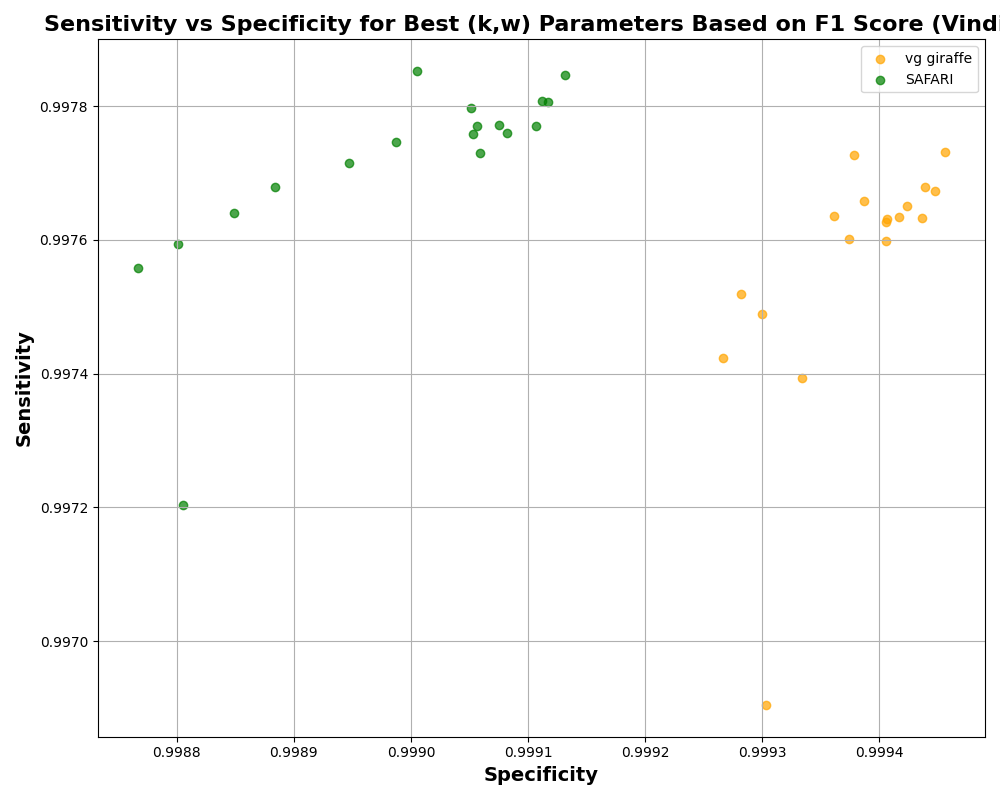 Sensitivity vs Specificity for Best (k,w) Parameters Based on F1 Score (Vindi
vg giraffe
SAFARI
0.9978
0.9976
0.9974
0.9972
0.9970
Sensitivity
0.9988 0.9989 0.9990 0.9991 0.9992 0.9993 0.9994
Specificity